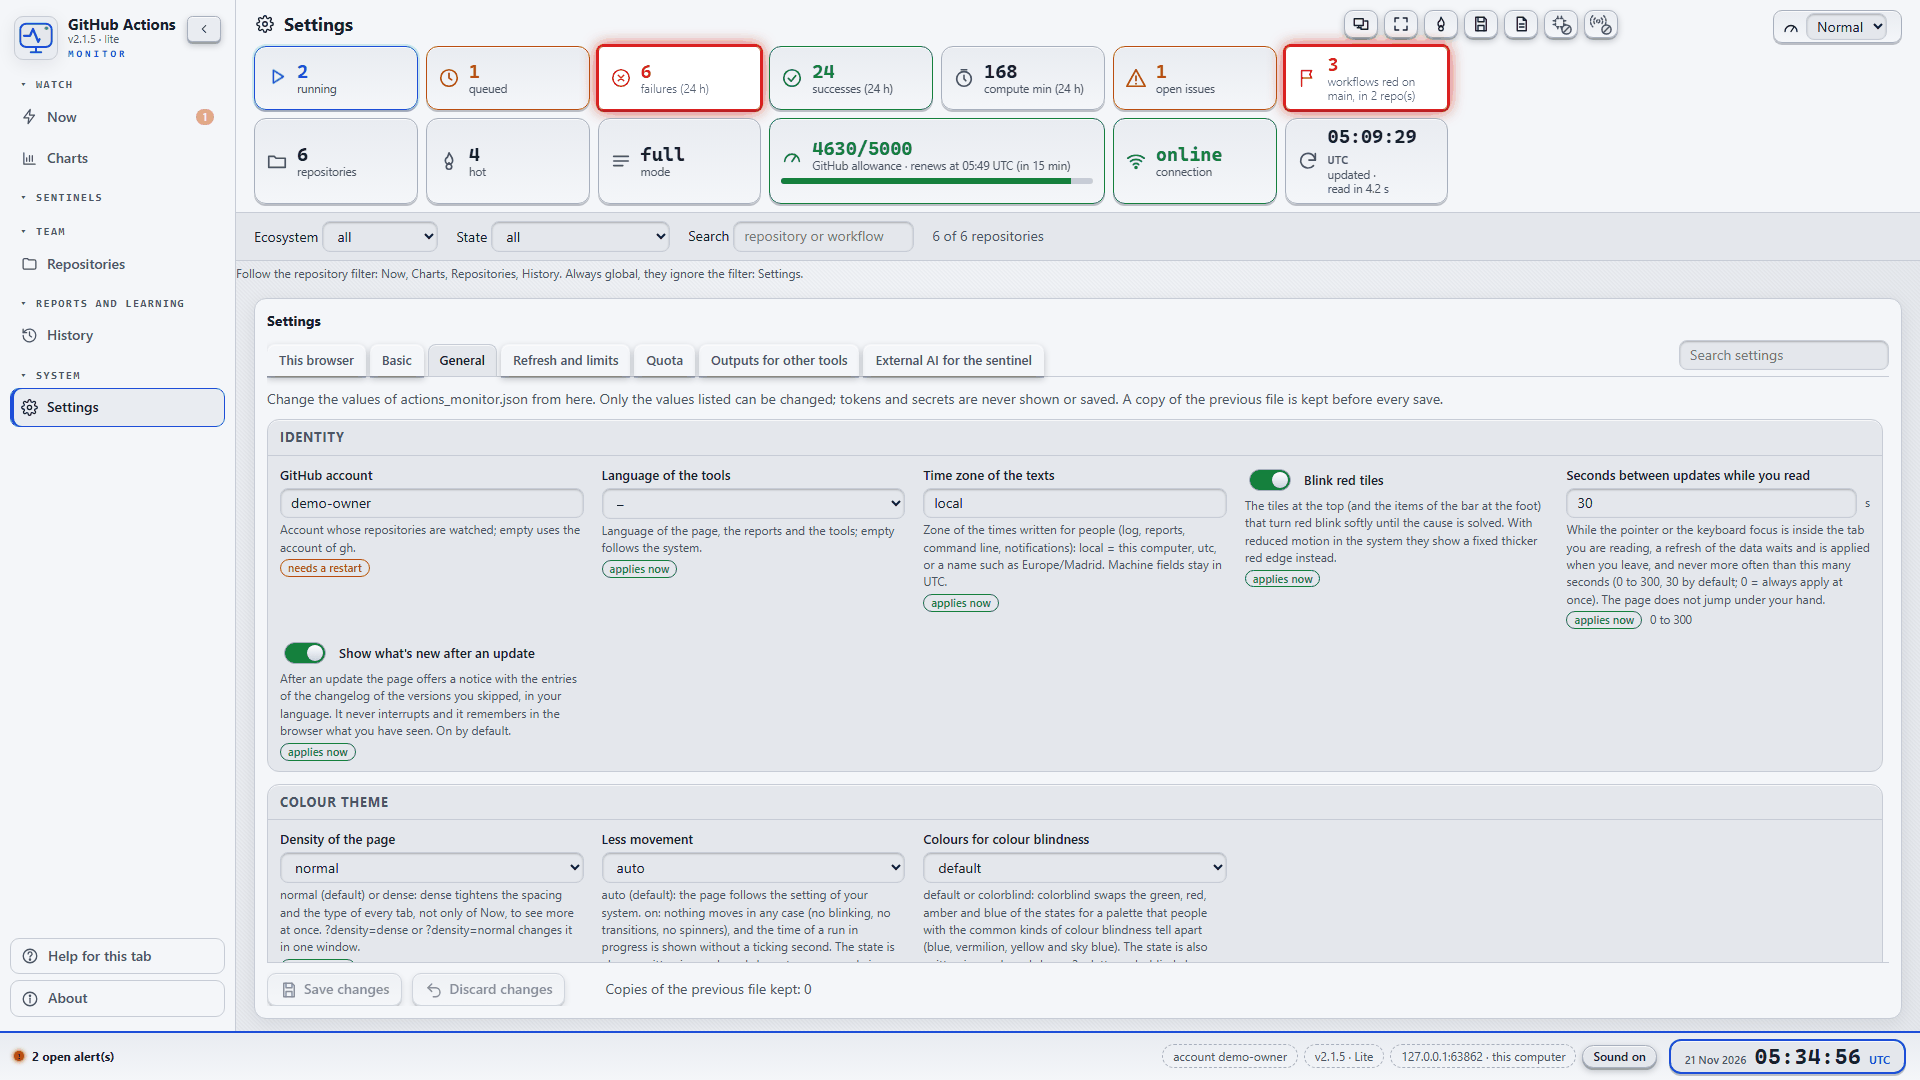 GitHub Actions
v2.1.5 · lite
MONITOR
WATCH
Now
1
Charts
SENTINELS
TEAM
Repositories
REPORTS AND LEARNING
History
SYSTEM
Settings
Help for this tab
About
Settings
Normal
2
running
1
queued
6
failures (24 h)
24
successes (24 h)
168
compute min (24 h)
1
open issues
3
workflows red on
main, in 2 repo(s)
6
repositories
4
hot
full
mode
4630/5000
GitHub allowance · renews at 05:49 UTC (in 15 min)
online
connection
05:09:29
UTC
updated ·
read in 4.2 s
Ecosystem all State all Search repository or workflow 6 of 6 repositories
Follow the repository filter: Now, Charts, Repositories, History. Always global, they ignore the filter: Settings.
Settings
This browser Basic General Refresh and limits Quota Outputs for other tools External AI for the sentinel
Search settings
Change the values of actions_monitor.json from here. Only the values listed can be changed; tokens and secrets are never shown or saved. A copy of the previous file is kept before every save.
IDENTITY
GitHub account
demo-owner
Account whose repositories are watched; empty uses the
account of gh.
needs a restart
Language of the tools
–
Language of the page, the reports and the tools; empty
follows the system.
applies now
Time zone of the texts
local
Zone of the times written for people (log, reports,
command line, notifications): local = this computer, utc,
or a name such as Europe/Madrid. Machine fields stay in
UTC.
applies now
Blink red tiles
The tiles at the top (and the items of the bar at the foot)
that turn red blink softly until the cause is solved. With
reduced motion in the system they show a fixed thicker
red edge instead.
applies now
Seconds between updates while you read
30 s
While the pointer or the keyboard focus is inside the tab
you are reading, a refresh of the data waits and is applied
when you leave, and never more often than this many
seconds (0 to 300, 30 by default; 0 = always apply at
once). The page does not jump under your hand.
applies now 0 to 300
Show what's new after an update
After an update the page offers a notice with the entries
of the changelog of the versions you skipped, in your
language. It never interrupts and it remembers in the
browser what you have seen. On by default.
applies now
COLOUR THEME
Density of the page
normal
normal (default) or dense: dense tightens the spacing
and the type of every tab, not only of Now, to see more
at once. ?density=dense or ?density=normal changes it
in one window.
Less movement
auto
auto (default): the page follows the setting of your
system. on: nothing moves in any case (no blinking, no
transitions, no spinners), and the time of a run in
progress is shown without a ticking second. The state is
Colours for colour blindness
default
default or colorblind: colorblind swaps the green, red,
amber and blue of the states for a palette that people
with the common kinds of colour blindness tell apart
(blue, vermilion, yellow and sky blue). The state is also
Save changes
Discard changes
Copies of the previous file kept: 0
2 open alert(s)
account demo-owner
v2.1.5 · Lite
127.0.0.1:63862 · this computer
Sound on
21 Nov 2026 05:34:56 UTC